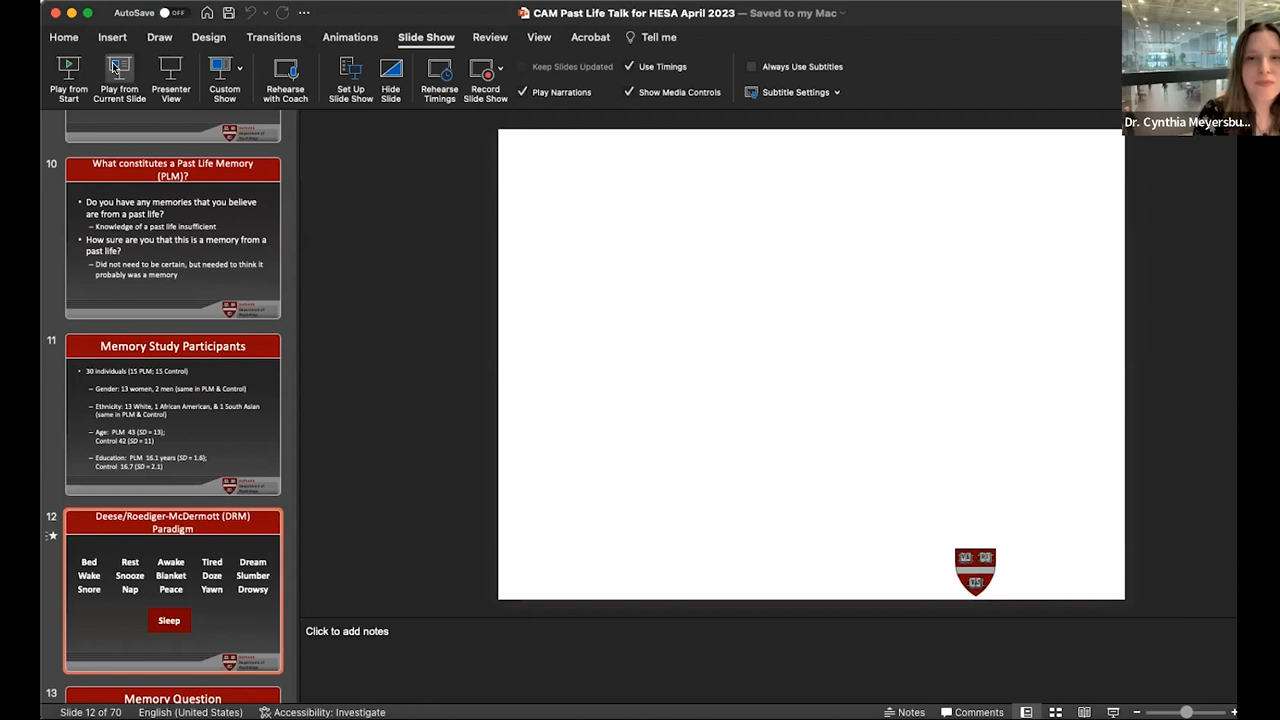 AutoSave OFF
CAM Past Life Talk for HESA April 2023 — Saved to my Mac
Home Insert Draw Design Transitions Animations Slide Show Review View Acrobat Tell me
Play from Start
Play from Current Slide
Presenter View
Custom Show
Rehearse with Coach
Set Up Slide Show
Hide Slide
Rehearse Timings
Record Slide Show
Keep Slides Updated
Use Timings
Always Use Subtitles
Play Narrations
Show Media Controls
Subtitle Settings
Dr. Cynthia Meyersbu...
10
What constitutes a Past Life Memory
(PLM)?
• Do you have any memories that you believe
are from a past life?
– Knowledge of a past life insufficient
• How sure are you that this is a memory from a
past life?
– Did not need to be certain, but needed to think it
probably was a memory
11
Memory Study Participants
• 30 individuals (15 PLM; 15 Control)
– Gender: 13 women, 2 men (same in PLM & Control)
– Ethnicity: 13 White, 1 African American, & 1 South Asian
(same in PLM & Control)
– Age: PLM 43 (SD = 13);
Control 42 (SD = 11)
– Education: PLM 16.1 years (SD = 1.6);
Control 16.7 (SD = 2.1)
12
Deese/Roediger-McDermott (DRM)
Paradigm
Bed Rest Awake Tired Dream
Wake Snooze Blanket Doze Slumber
Snore Nap Peace Yawn Drowsy
Sleep
13
Memory Question
Click to add notes
Slide 12 of 70 English (United States) Accessibility: Investigate Notes Comments